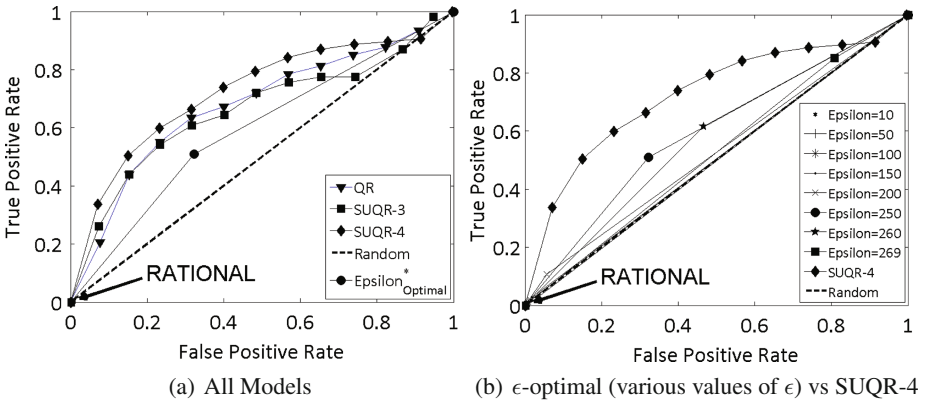 1
0.8
0.6
0.4
0.2
0
0
0.2
0.4
0.6
0.8
1
True Positive Rate
False Positive Rate
RATIONAL
QR
SUQR-3
SUQR-4
Random
Epsilon*Optimal
(a) All Models
1
0.8
0.6
0.4
0.2
0
0
0.2
0.4
0.6
0.8
1
True Positive Rate
False Positive Rate
RATIONAL
Epsilon=10
Epsilon=50
Epsilon=100
Epsilon=150
Epsilon=200
Epsilon=250
Epsilon=260
Epsilon=269
SUQR-4
Random
(b) ϵ-optimal (various values of ϵ) vs SUQR-4